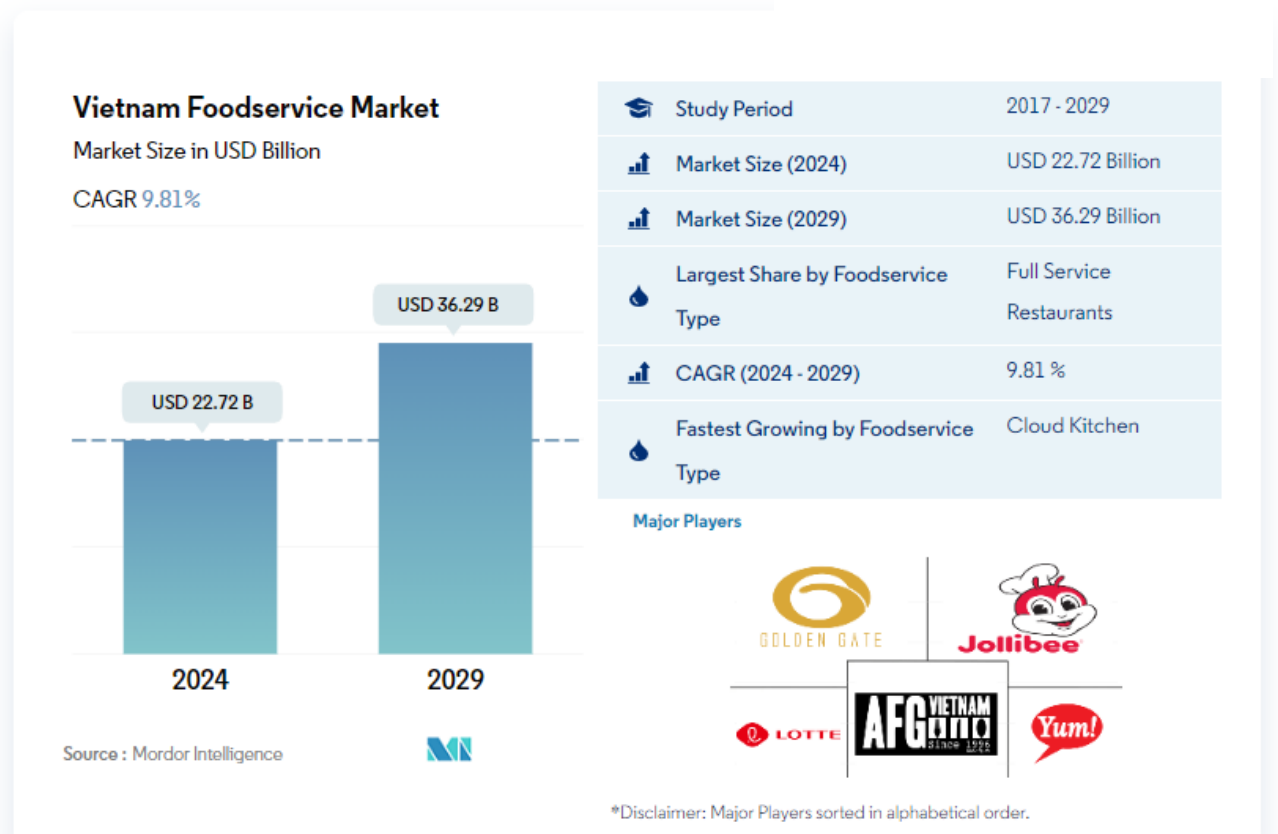 Vietnam Foodservice Market
Market Size in USD Billion
CAGR 9.81%
USD 36.29 B
USD 22.72 B
2024
2029
Source : Mordor Intelligence
Study Period
2017 - 2029
Market Size (2024)
USD 22.72 Billion
Market Size (2029)
USD 36.29 Billion
Largest Share by Foodservice
Type
Full Service
Restaurants
CAGR (2024 - 2029)
9.81 %
Fastest Growing by Foodservice
Type
Cloud Kitchen
Major Players
GOLDEN GATE
Jollibee
LOTTE
AFG VIETNAM
Since 1996
Yum!
*Disclaimer: Major Players sorted in alphabetical order.